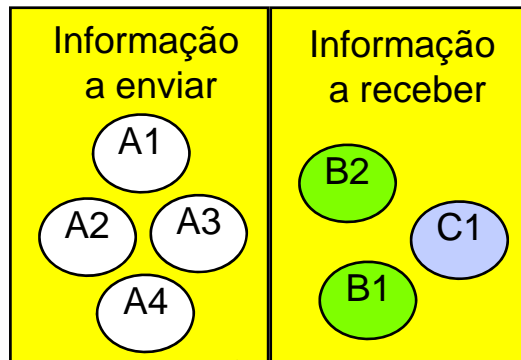 Informação
a enviar
A1
A2
A3
A4
Informação
a receber
B2
C1
B1